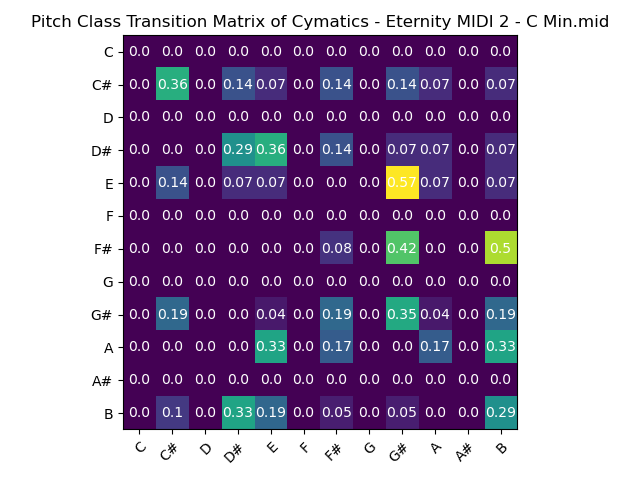 Pitch Class Transition Matrix of Cymatics - Eternity MIDI 2 - C Min.mid
C 0.0 0.0 0.0 0.0 0.0 0.0 0.0 0.0 0.0 0.0 0.0 0.0
C# 0.0 0.36 0.0 0.14 0.07 0.0 0.14 0.0 0.14 0.07 0.0 0.07
D 0.0 0.0 0.0 0.0 0.0 0.0 0.0 0.0 0.0 0.0 0.0 0.0
D# 0.0 0.0 0.0 0.29 0.36 0.0 0.14 0.0 0.07 0.07 0.0 0.07
E 0.0 0.14 0.0 0.07 0.07 0.0 0.0 0.0 0.57 0.07 0.0 0.07
F 0.0 0.0 0.0 0.0 0.0 0.0 0.0 0.0 0.0 0.0 0.0 0.0
F# 0.0 0.0 0.0 0.0 0.0 0.0 0.08 0.0 0.42 0.0 0.0 0.5
G 0.0 0.0 0.0 0.0 0.0 0.0 0.0 0.0 0.0 0.0 0.0 0.0
G# 0.0 0.19 0.0 0.0 0.04 0.0 0.19 0.0 0.35 0.04 0.0 0.19
A 0.0 0.0 0.0 0.0 0.33 0.0 0.17 0.0 0.0 0.17 0.0 0.33
A# 0.0 0.0 0.0 0.0 0.0 0.0 0.0 0.0 0.0 0.0 0.0 0.0
B 0.0 0.1 0.0 0.33 0.19 0.0 0.05 0.0 0.05 0.0 0.0 0.29
C C# D D# E F F# G G# A A# B